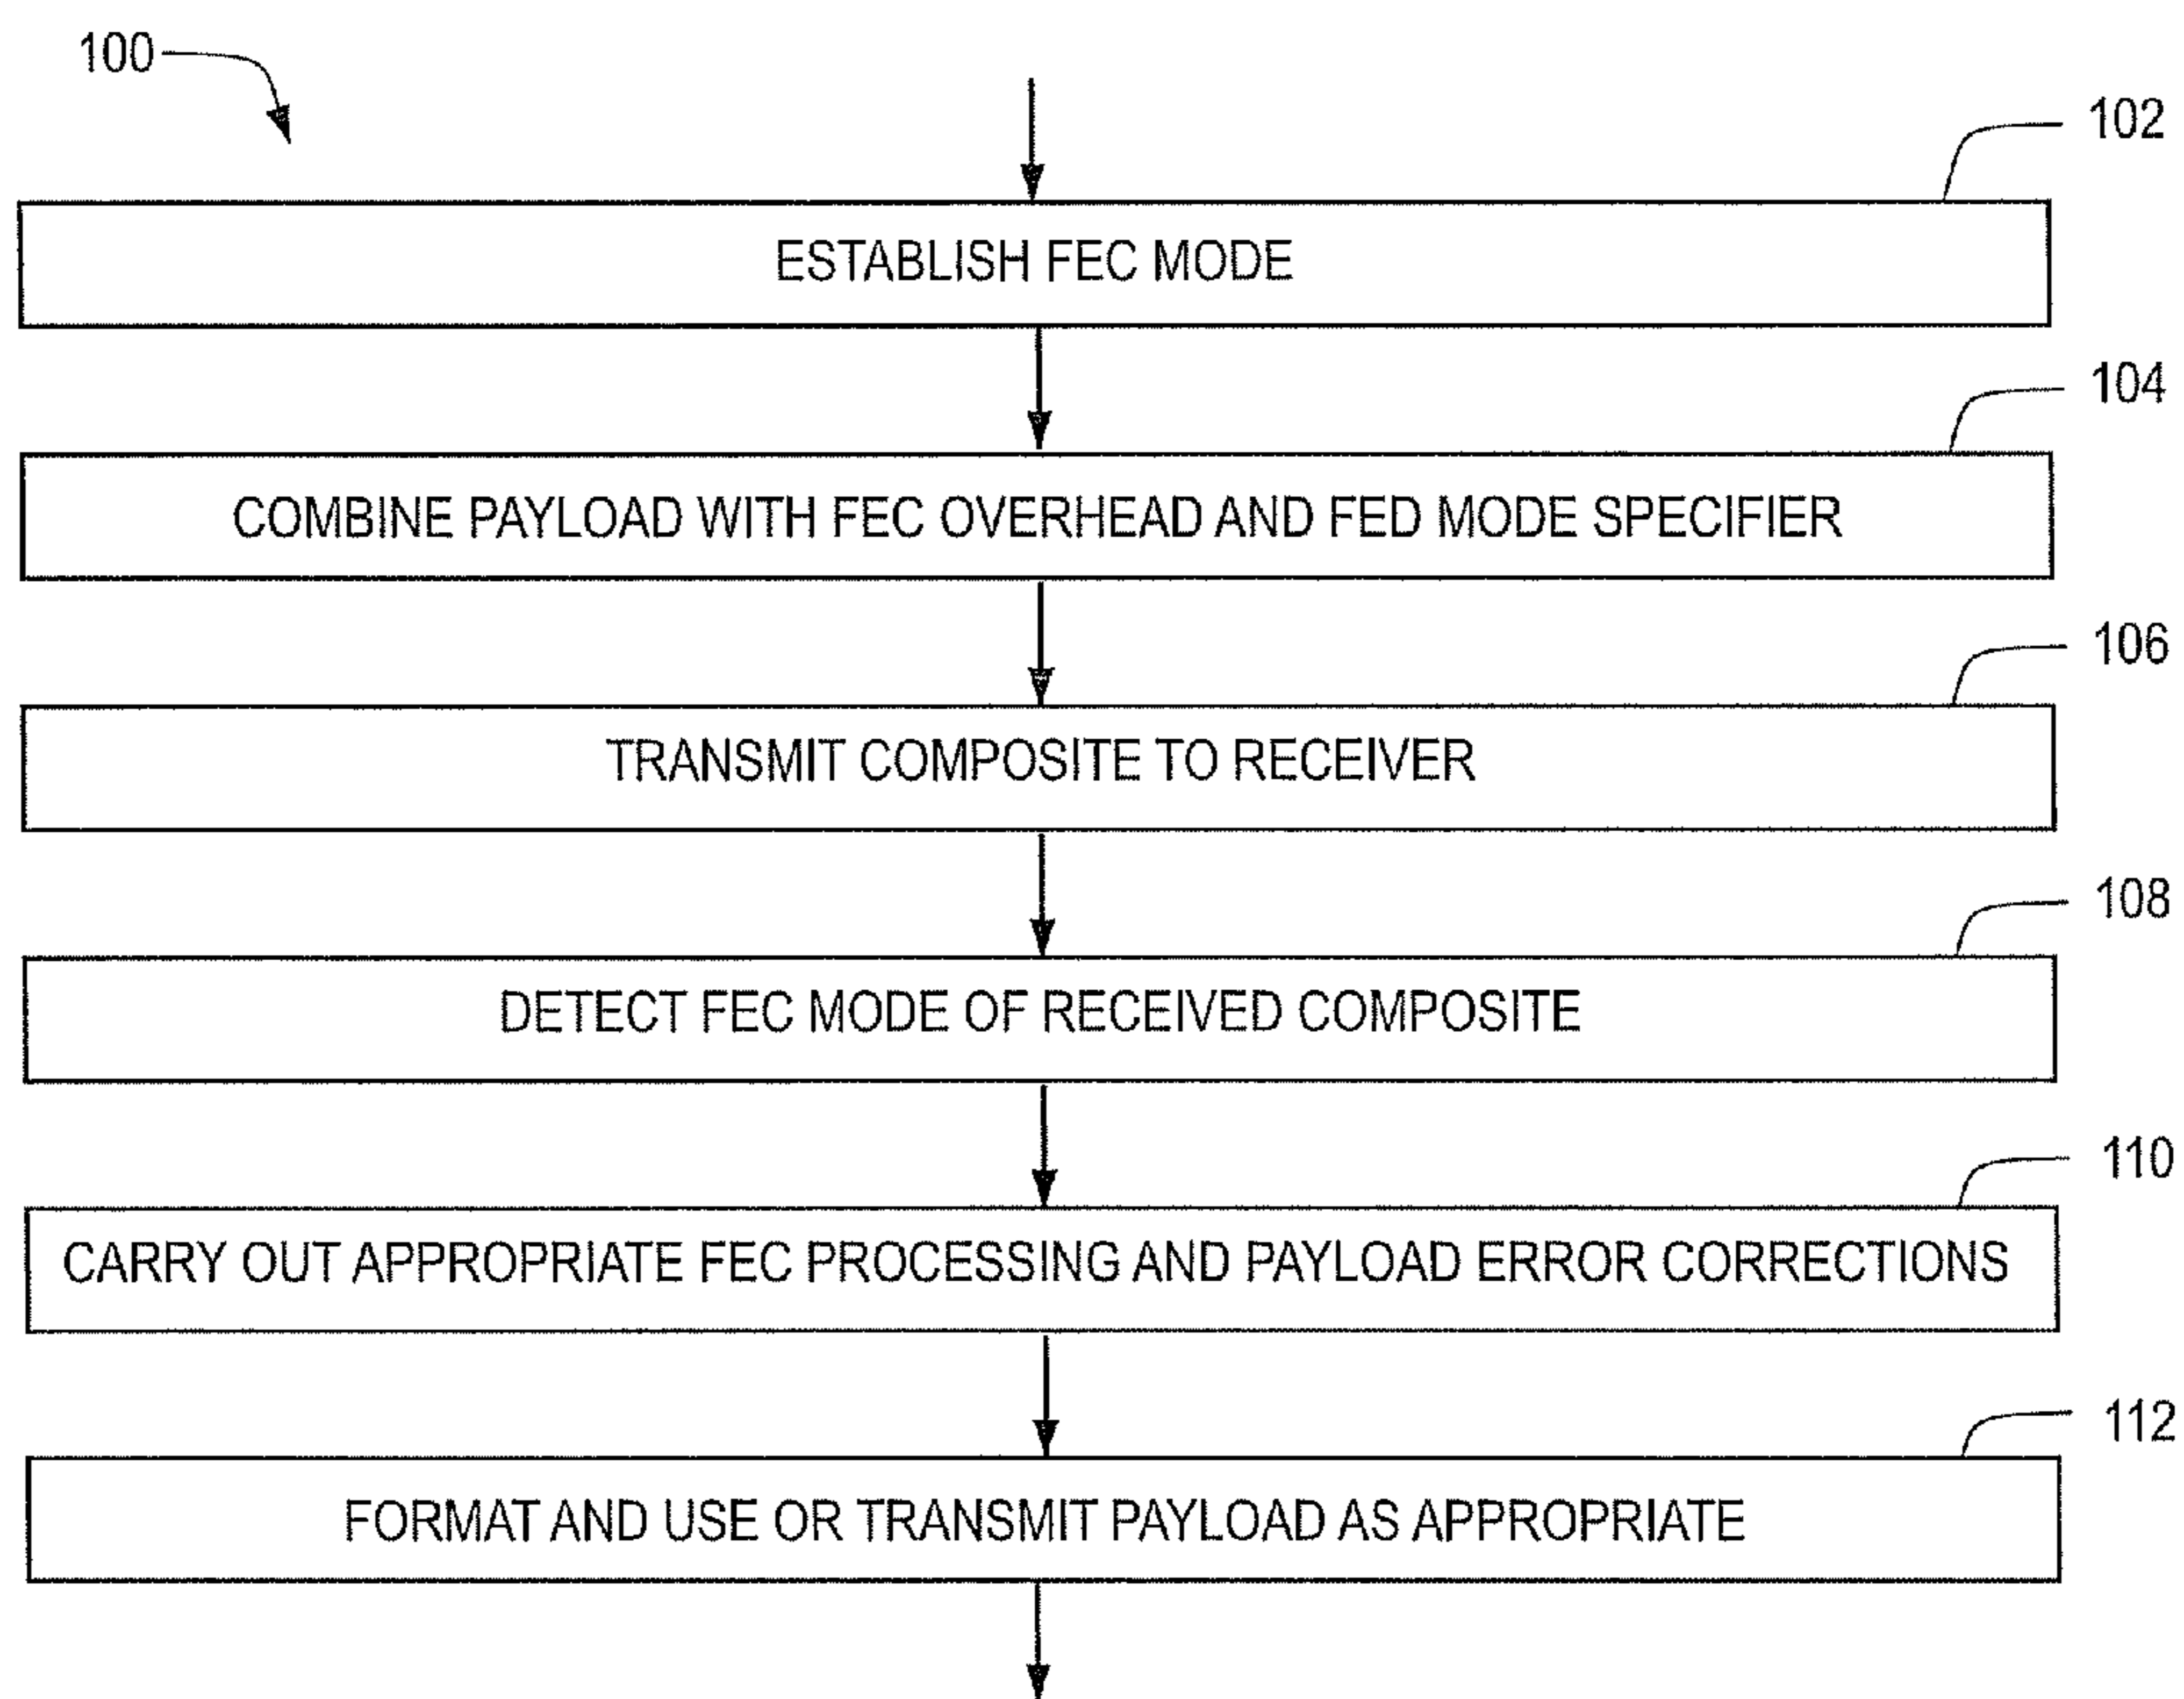 100
102
ESTABLISH FEC MODE
104
COMBINE PAYLOAD WITH FEC OVERHEAD AND FED MODE SPECIFIER
106
TRANSMIT COMPOSITE TO RECEIVER
108
DETECT FEC MODE OF RECEIVED COMPOSITE
110
CARRY OUT APPROPRIATE FEC PROCESSING AND PAYLOAD ERROR CORRECTIONS
112
FORMAT AND USE OR TRANSMIT PAYLOAD AS APPROPRIATE